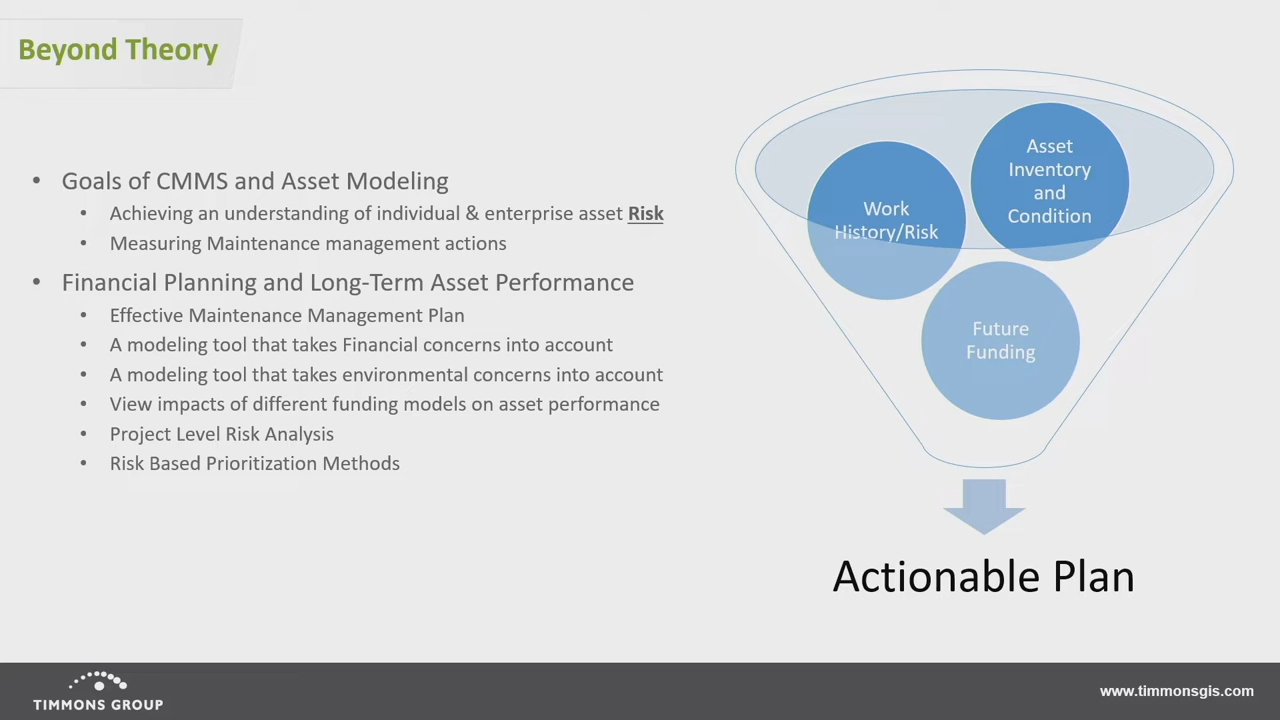 Beyond Theory
• Goals of CMMS and Asset Modeling
• Achieving an understanding of individual & enterprise asset Risk
• Measuring Maintenance management actions
• Financial Planning and Long-Term Asset Performance
• Effective Maintenance Management Plan
• A modeling tool that takes Financial concerns into account
• A modeling tool that takes environmental concerns into account
• View impacts of different funding models on asset performance
• Project Level Risk Analysis
• Risk Based Prioritization Methods
Work
History/Risk
Asset
Inventory
and
Condition
Future
Funding
Actionable Plan
TIMMONS GROUP
www.timmonsgis.com